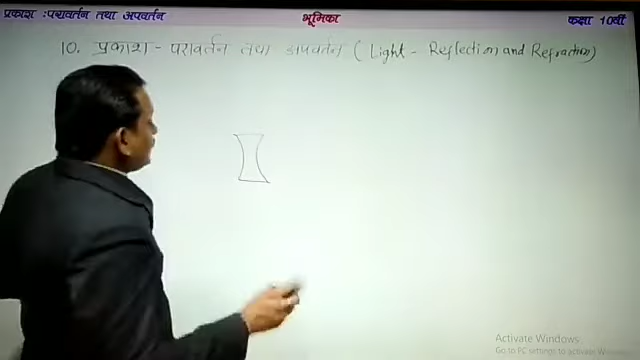 प्रकाश :परावर्तन तथा अपवर्तन
भूमिका
कक्षा 10वी
10. प्रकाश - परावर्तन तथा अपवर्तन ( Light - Reflection and Refraction)
Activate Windows
Go to PC settings to activate Windows